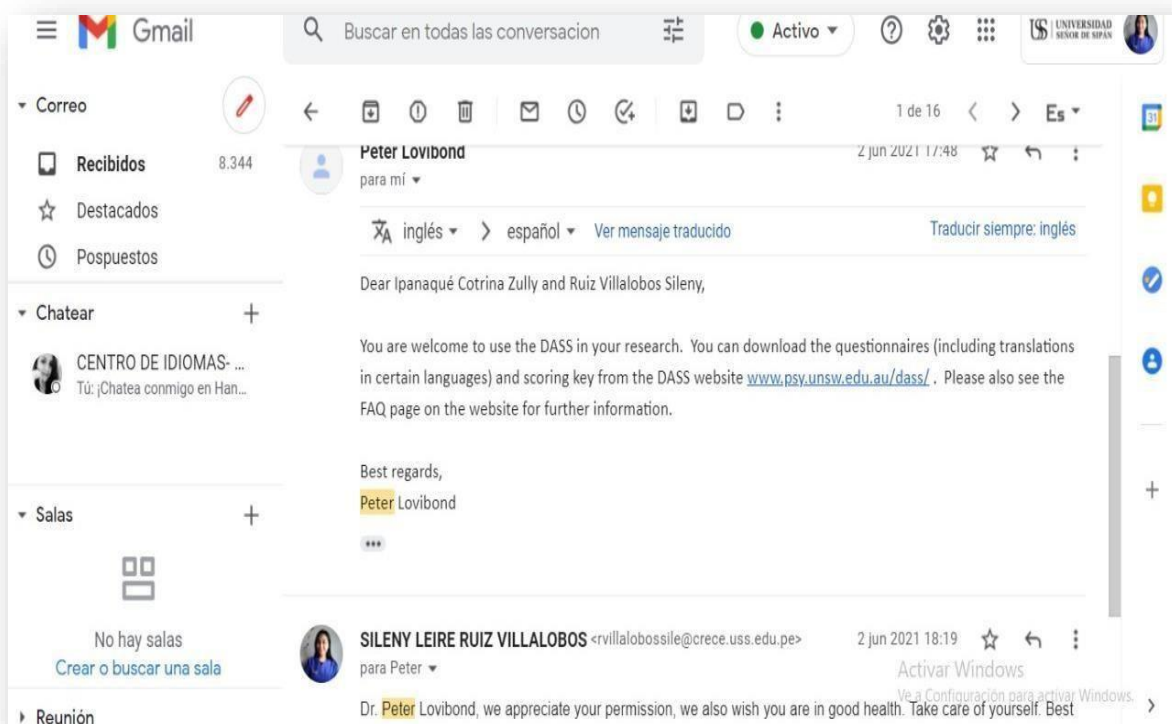 Gmail
Buscar en todas las conversacion
Activo
UNIVERSIDAD
SEÑOR DE SIPÁN
Correo
1 de 16
Es
31
Recibidos 8.344
Destacados
Pospuestos
Chatear
CENTRO DE IDIOMAS- ...
Tú: ¡Chatea conmigo en Han...
Salas
No hay salas
Crear o buscar una sala
Reunión
Peter Lovibond 2 jun 2021 17:48
para mí
inglés > español Ver mensaje traducido Traducir siempre: inglés
Dear Ipanaqué Cotrina Zully and Ruiz Villalobos Sileny,
You are welcome to use the DASS in your research. You can download the questionnaires (including translations
in certain languages) and scoring key from the DASS website www.psy.unsw.edu.au/dass/ . Please also see the
FAQ page on the website for further information.
Best regards,
Peter Lovibond
SILENY LEIRE RUIZ VILLALOBOS <rvillalobossile@crece.uss.edu.pe> 2 jun 2021 18:19
para Peter
Activar Windows
Ve a Configuración para activar Windows.
Dr. Peter Lovibond, we appreciate your permission, we also wish you are in good health. Take care of yourself. Best